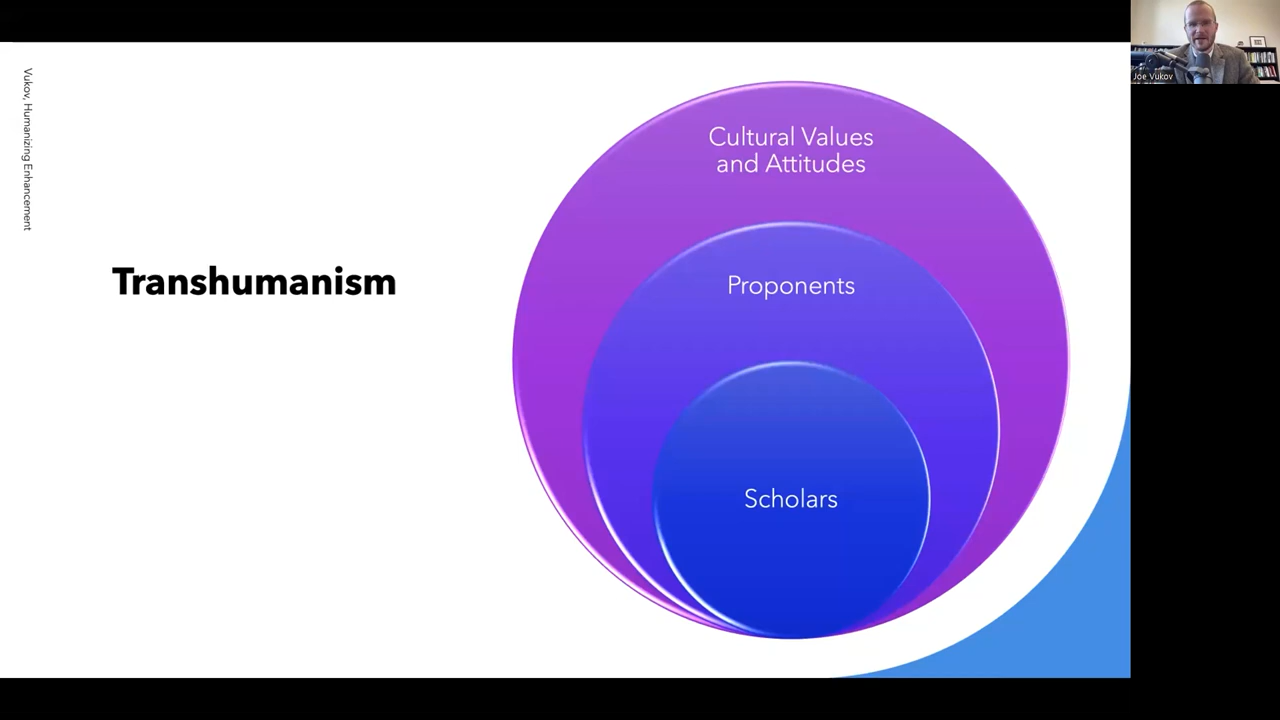 Vukov, Humanizing Enhancement
Transhumanism
Cultural Values
and Attitudes
Proponents
Scholars
Joe Vukov